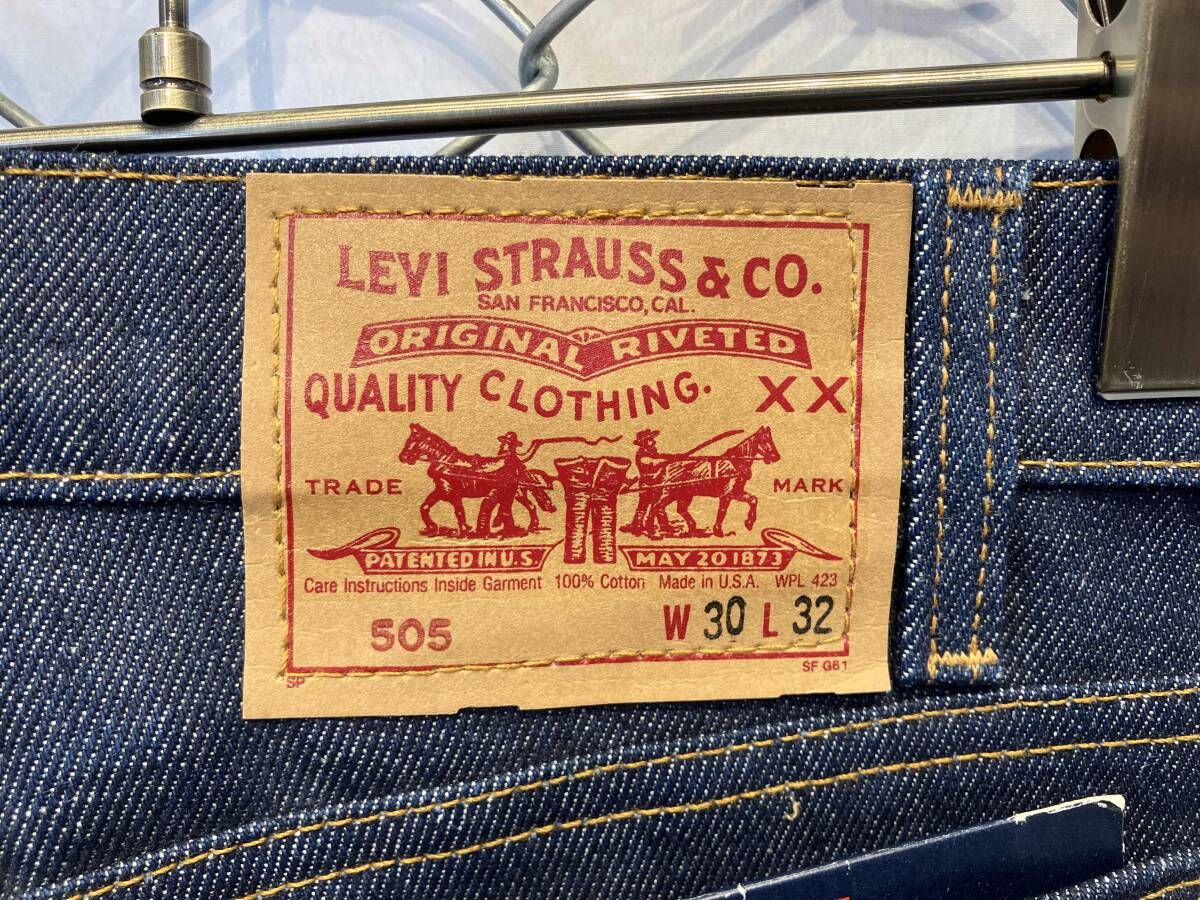 LEVI STRAUSS & CO.
SAN FRANCISCO, CAL.
ORIGINAL RIVETED
QUALITY CLOTHING. XX
TRADE MARK
PATENTED IN U.S. MAY 20 1873
Care Instructions Inside Garment 100% Cotton Made in U.S.A. WPL 423
505 W 30 L 32
SP SF G61